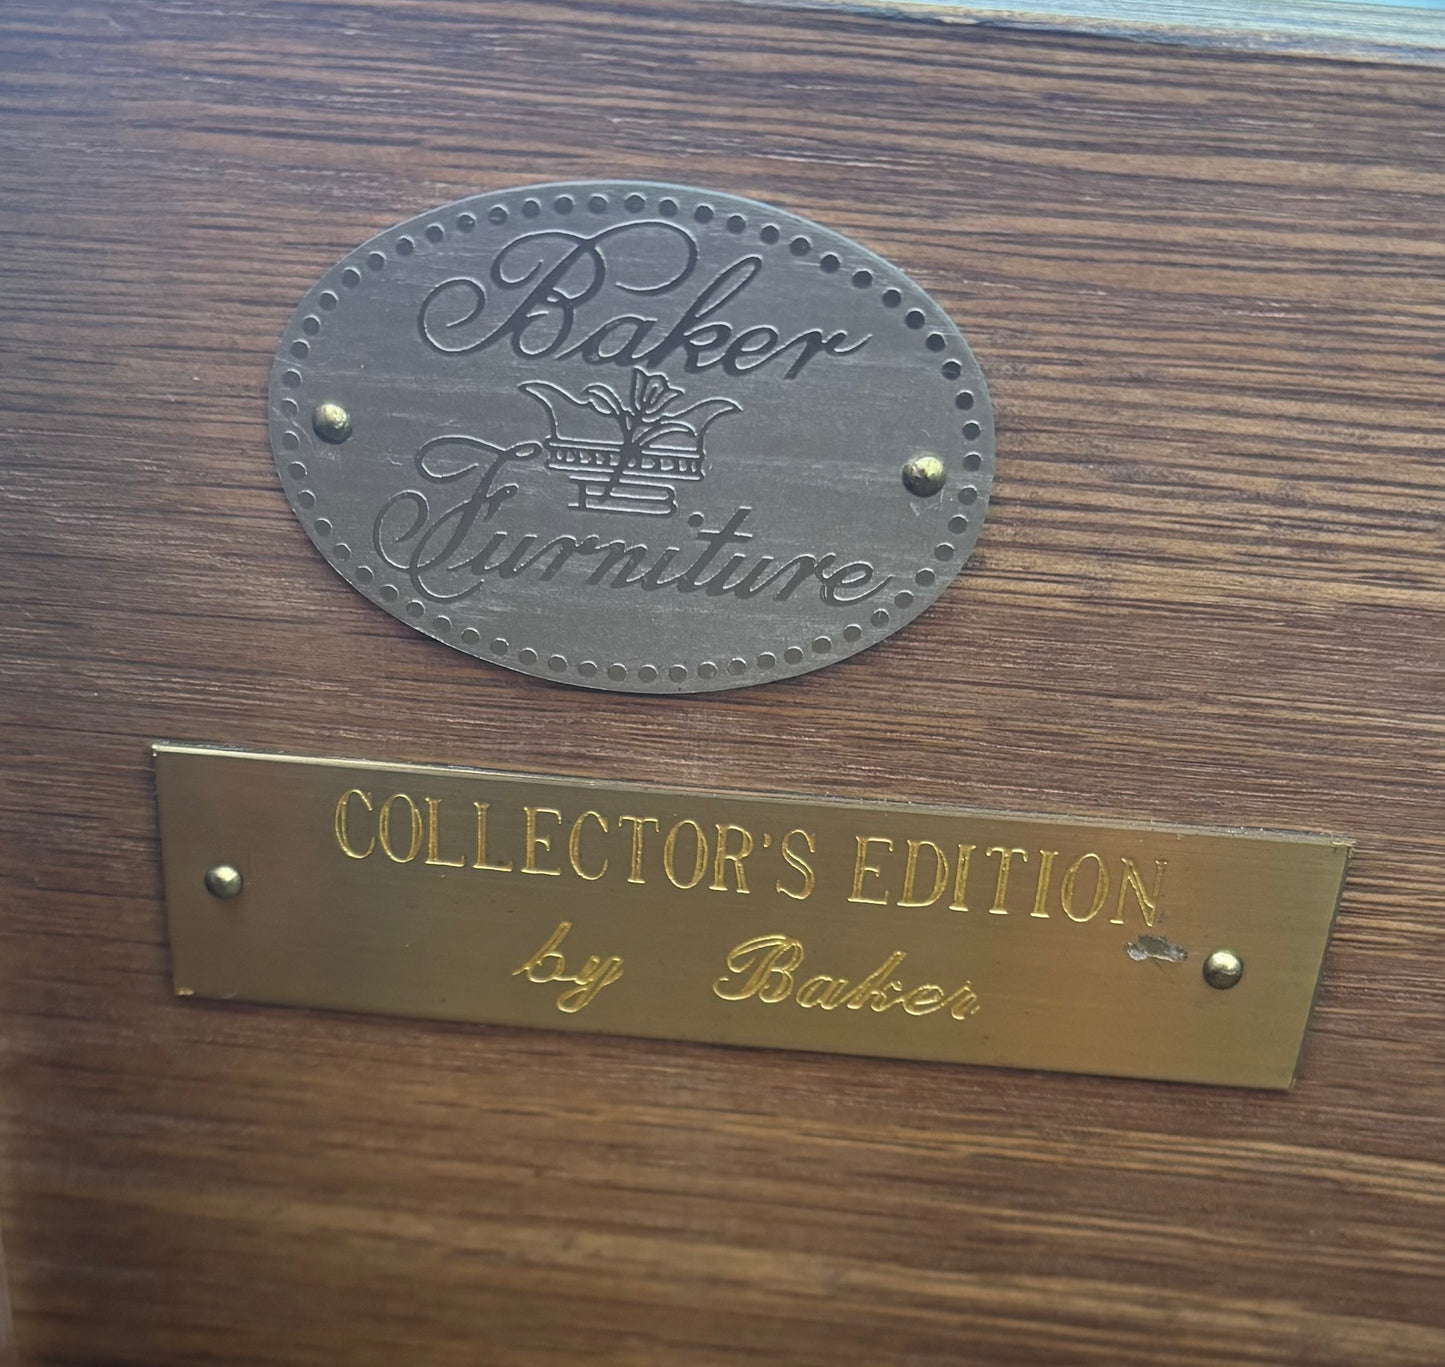 Baker
Furniture
COLLECTOR'S EDITION
by Baker